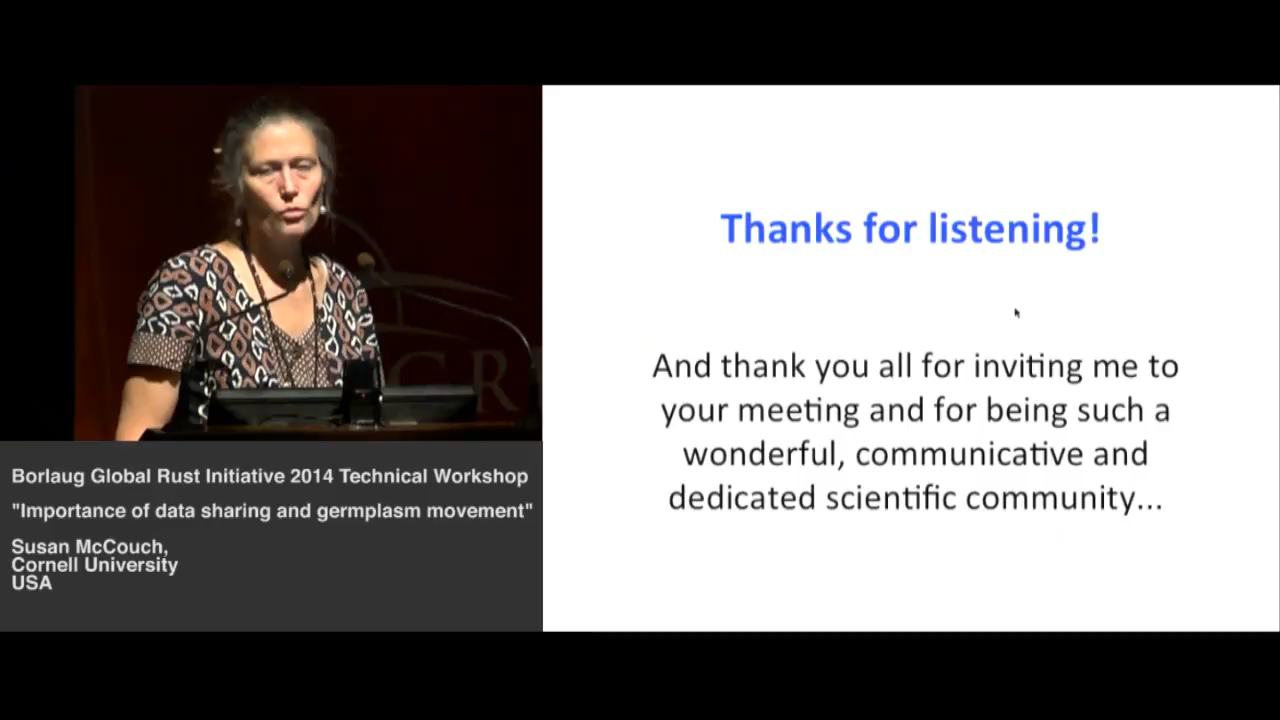 Thanks for listening!
And thank you all for inviting me to
your meeting and for being such a
wonderful, communicative and
dedicated scientific community...
Borlaug Global Rust Initiative 2014 Technical Workshop
"Importance of data sharing and germplasm movement"
Susan McCouch,
Cornell University
USA